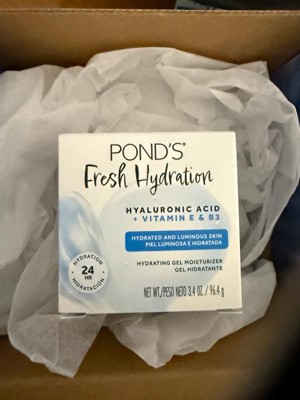 POND'S®
Fresh Hydration
HYALURONIC ACID
+ VITAMIN E & B3
HYDRATED AND LUMINOUS SKIN
PIEL LUMINOSA E HIDRATADA
HYDRATION
24
HR
HIDRATACIÓN
HYDRATING GEL MOISTURIZER
GEL HIDRATANTE
NET WT./PESO NETO 3.4 OZ. / 96.4 g